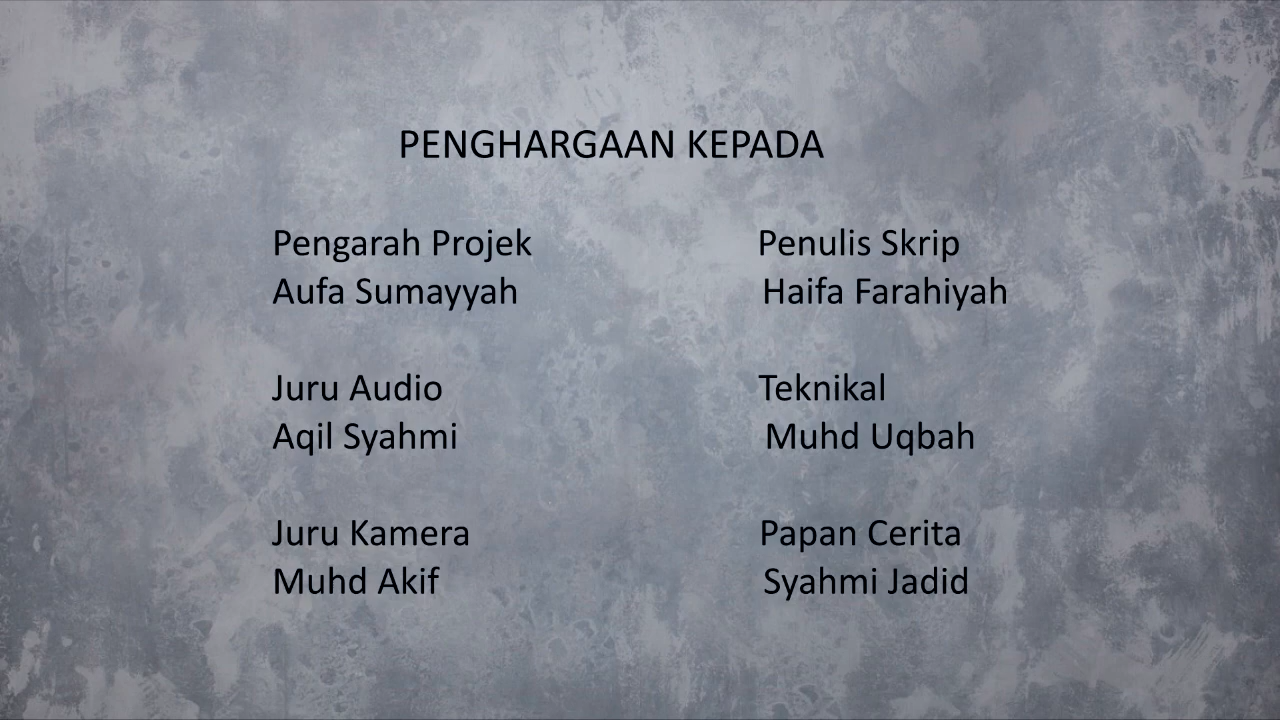 PENGHARGAAN KEPADA
Pengarah Projek
Aufa Sumayyah
Penulis Skrip
Haifa Farahiyah
Juru Audio
Aqil Syahmi
Teknikal
Muhd Uqbah
Juru Kamera
Muhd Akif
Papan Cerita
Syahmi Jadid